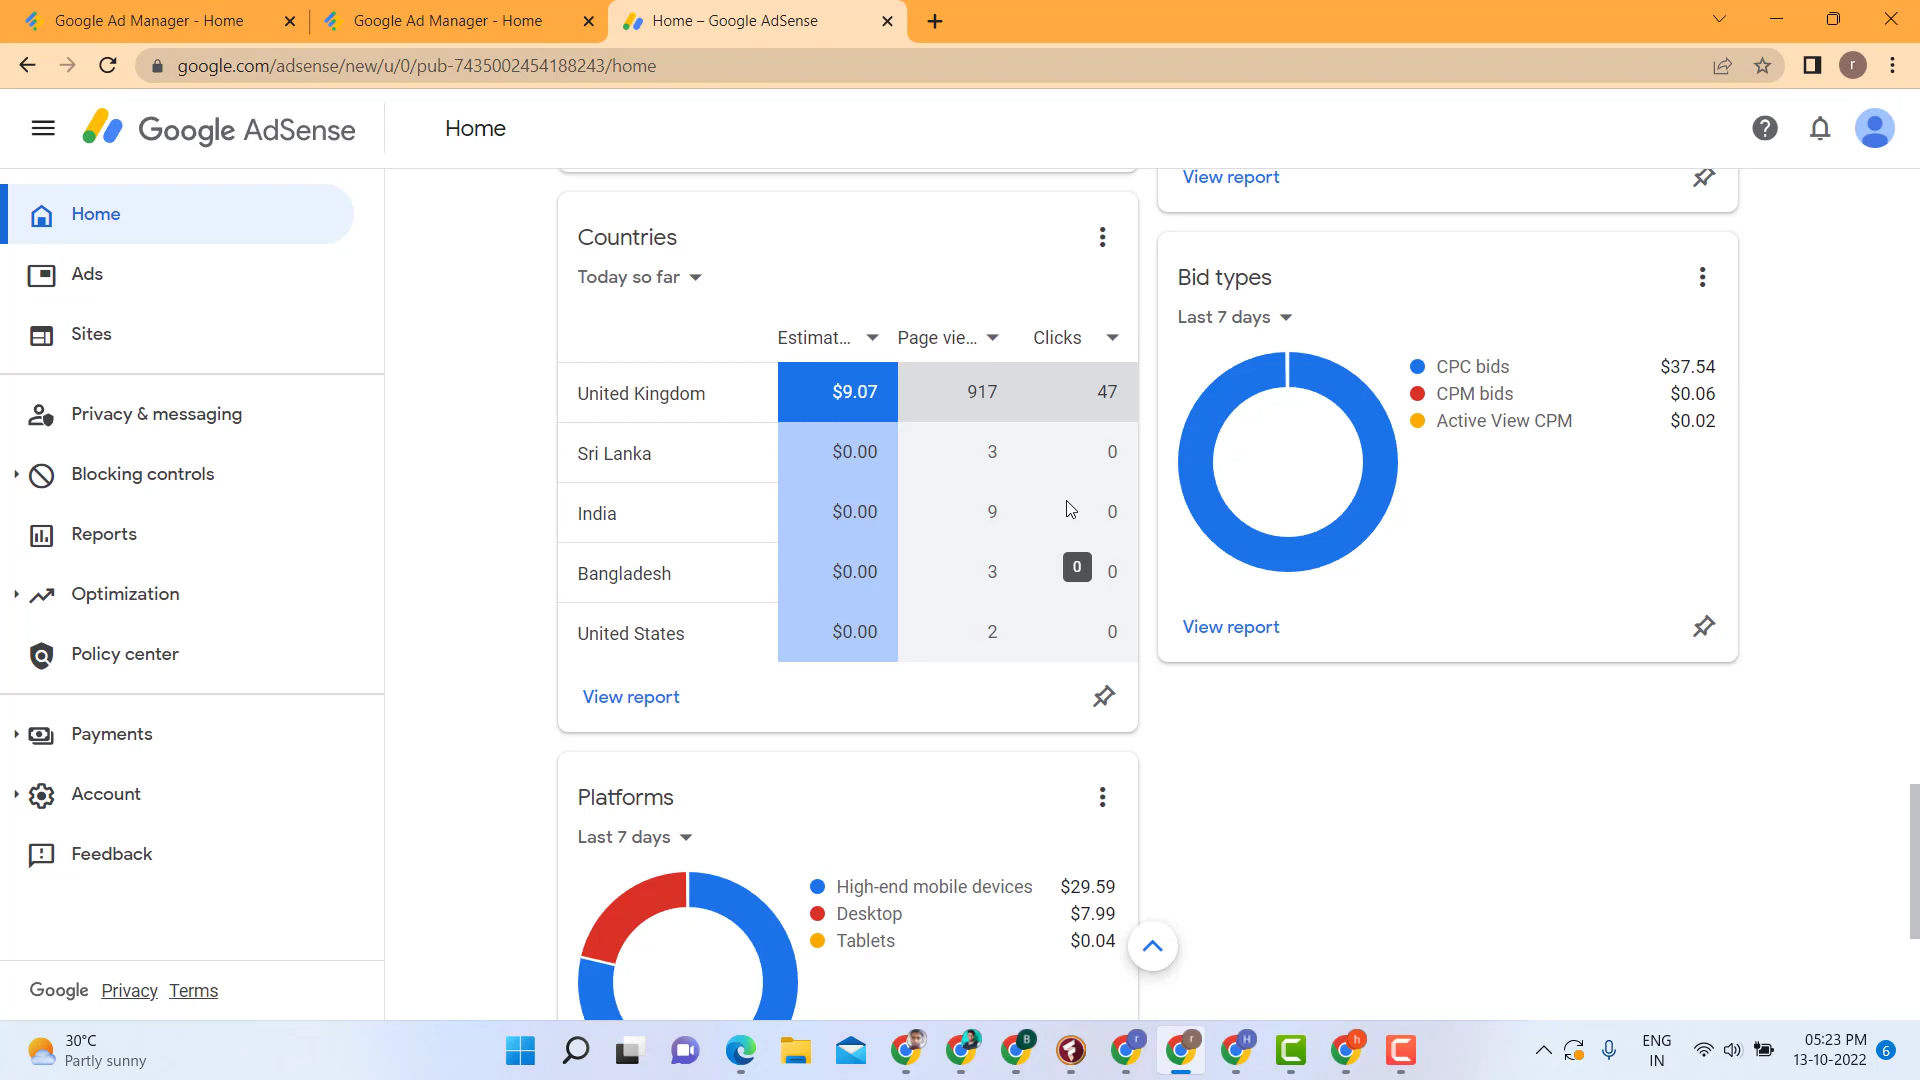 Google Ad Manager - Home
Google Ad Manager - Home
Home – Google AdSense
google.com/adsense/new/u/0/pub-7435002454188243/home
r
Google AdSense
Home
Home
Ads
Sites
Privacy & messaging
Blocking controls
Reports
Optimization
Policy center
Payments
Account
Feedback
Google Privacy Terms
Countries
Today so far
Estimat... Page vie... Clicks
United Kingdom $9.07 917 47
Sri Lanka $0.00 3 0
India $0.00 9 0
Bangladesh $0.00 3 0 0
United States $0.00 2 0
View report
Platforms
Last 7 days
High-end mobile devices $29.59
Desktop $7.99
Tablets $0.04
View report
Bid types
Last 7 days
CPC bids $37.54
CPM bids $0.06
Active View CPM $0.02
View report
30°C
Partly sunny
B
r
r
H
h
ENG
IN
05:23 PM
13-10-2022
6